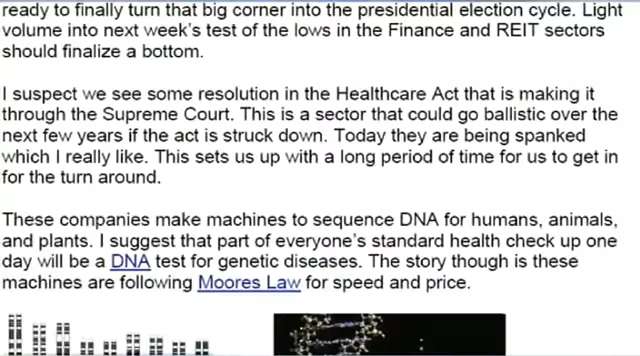 ready to finally turn that big corner into the presidential election cycle. Light
volume into next week's test of the lows in the Finance and REIT sectors
should finalize a bottom.
I suspect we see some resolution in the Healthcare Act that is making it
through the Supreme Court. This is a sector that could go ballistic over the
next few years if the act is struck down. Today they are being spanked
which I really like. This sets us up with a long period of time for us to get in
for the turn around.
These companies make machines to sequence DNA for humans, animals,
and plants. I suggest that part of everyone's standard health check up one
day will be a DNA test for genetic diseases. The story though is these
machines are following Moores Law for speed and price.